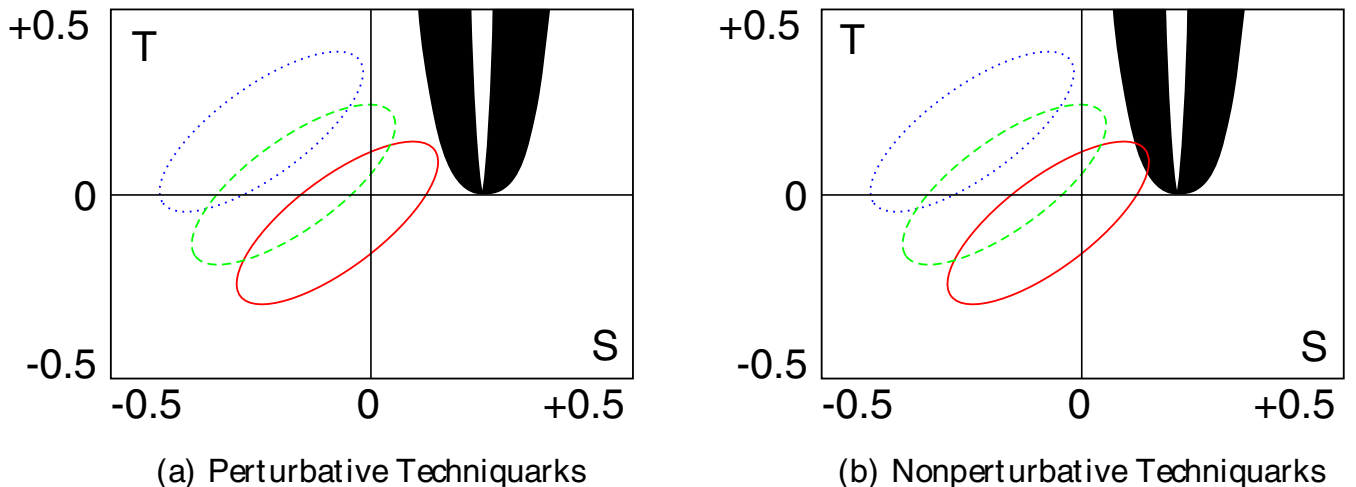 +0.5
T
0
-0.5
S
-0.5 0 +0.5
(a) Perturbative Techniquarks
+0.5
T
0
-0.5
S
-0.5 0 +0.5
(b) Nonperturbative Techniquarks